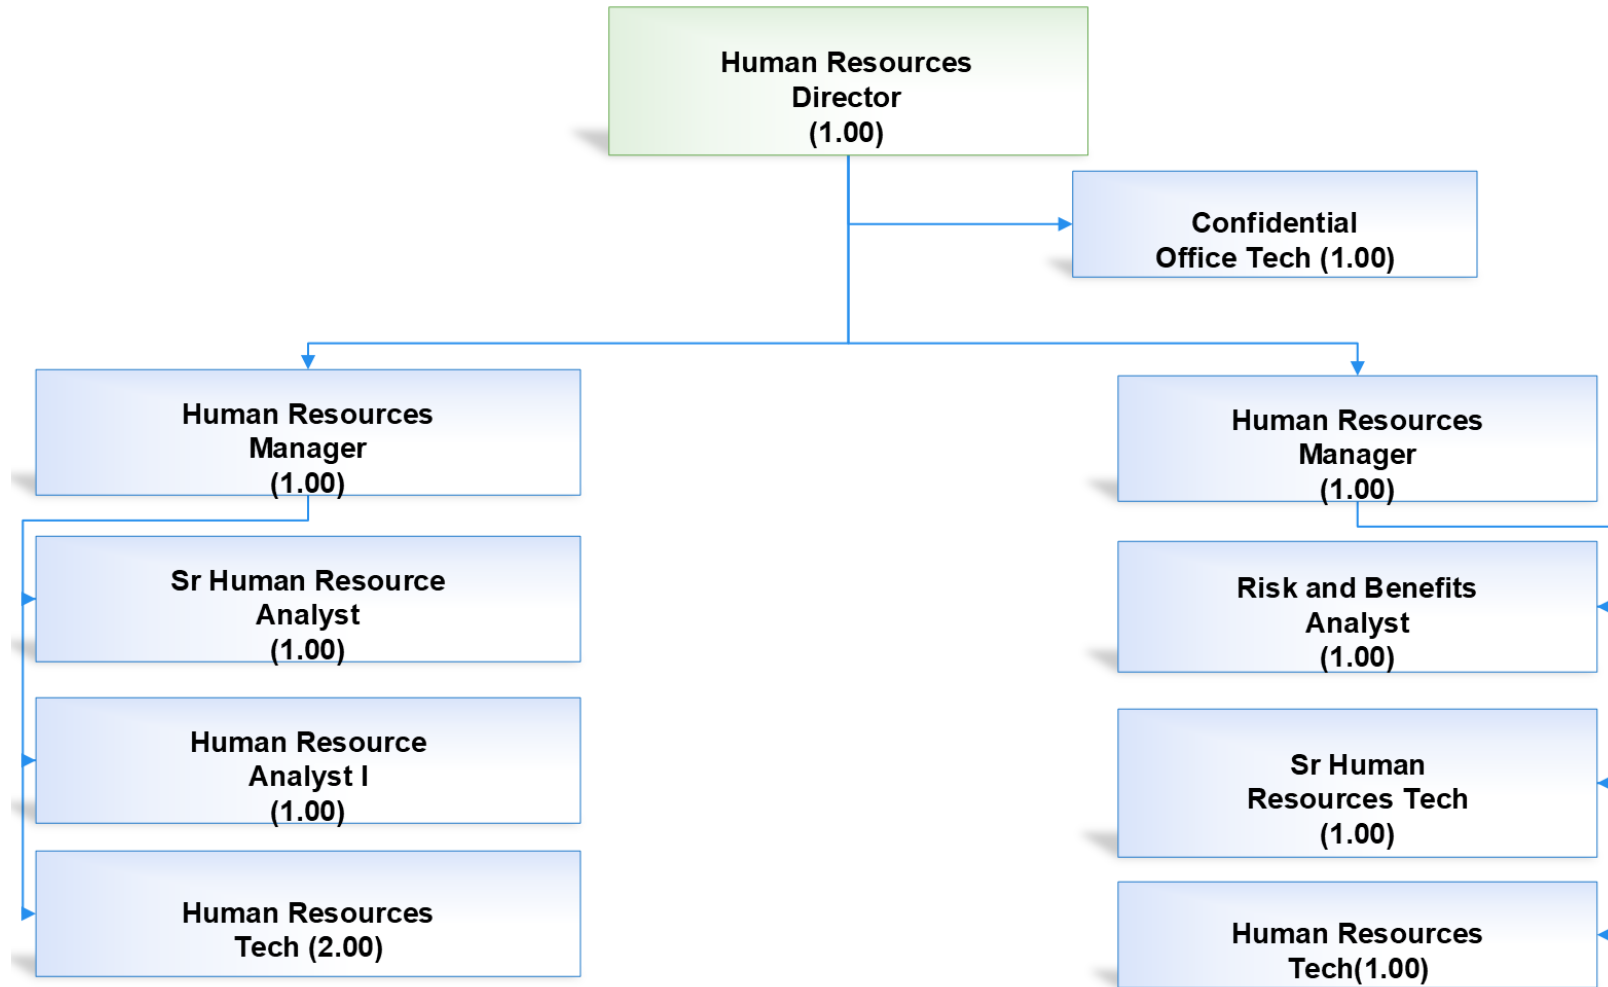 Human Resources
Director
(1.00)
Confidential
Office Tech (1.00)
Human Resources
Manager
(1.00)
Sr Human Resource
Analyst
(1.00)
Human Resource
Analyst I
(1.00)
Human Resources
Tech (2.00)
Human Resources
Manager
(1.00)
Risk and Benefits
Analyst
(1.00)
Sr Human
Resources Tech
(1.00)
Human Resources
Tech(1.00)